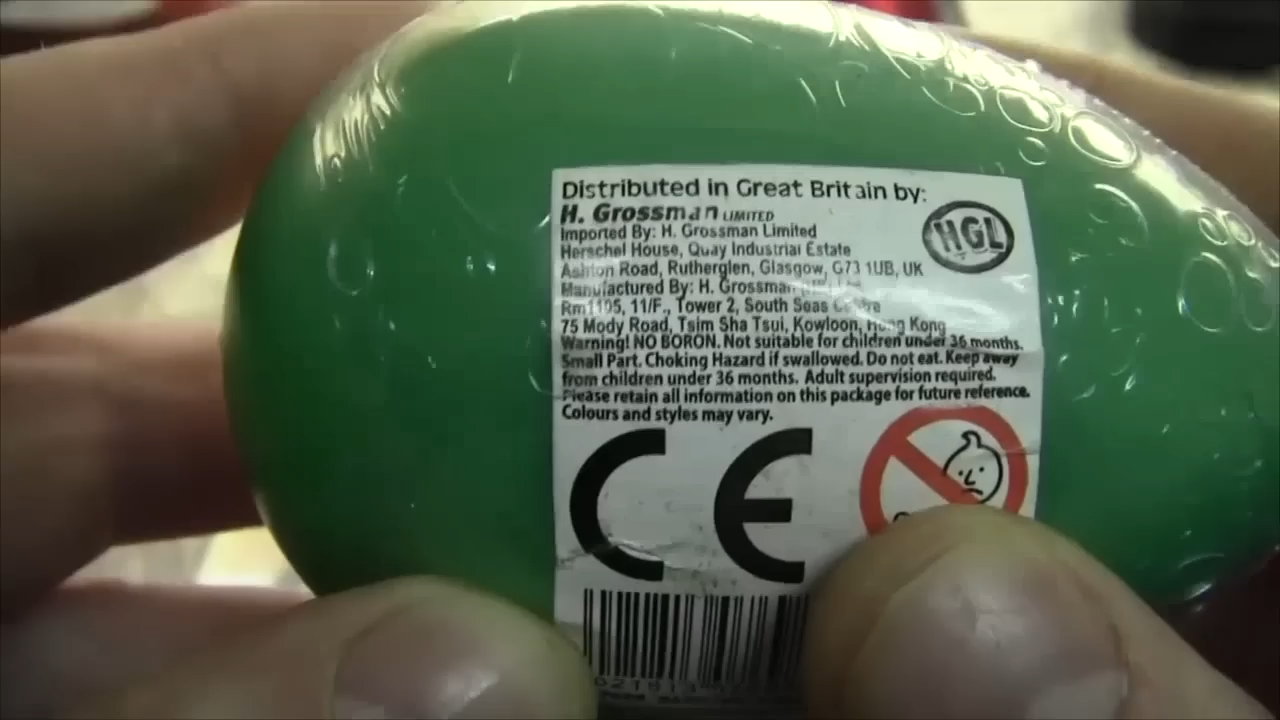 Distributed in Great Britain by:
H. Grossman LIMITED
HGL
Imported By: H. Grossman Limited
Herschel House, Quay Industrial Estate
Ashton Road, Rutherglen, Glasgow, G73 1UB, UK
Manufactured By: H. Grossman
Rm1105, 11/F., Tower 2, South Seas Centre
75 Mody Road, Tsim Sha Tsui, Kowloon, Hong Kong
Warning! NO BORON. Not suitable for children under 36 months.
Small Part. Choking Hazard if swallowed. Do not eat. Keep away
from children under 36 months. Adult supervision required.
Please retain all information on this package for future reference.
Colours and styles may vary.
CE